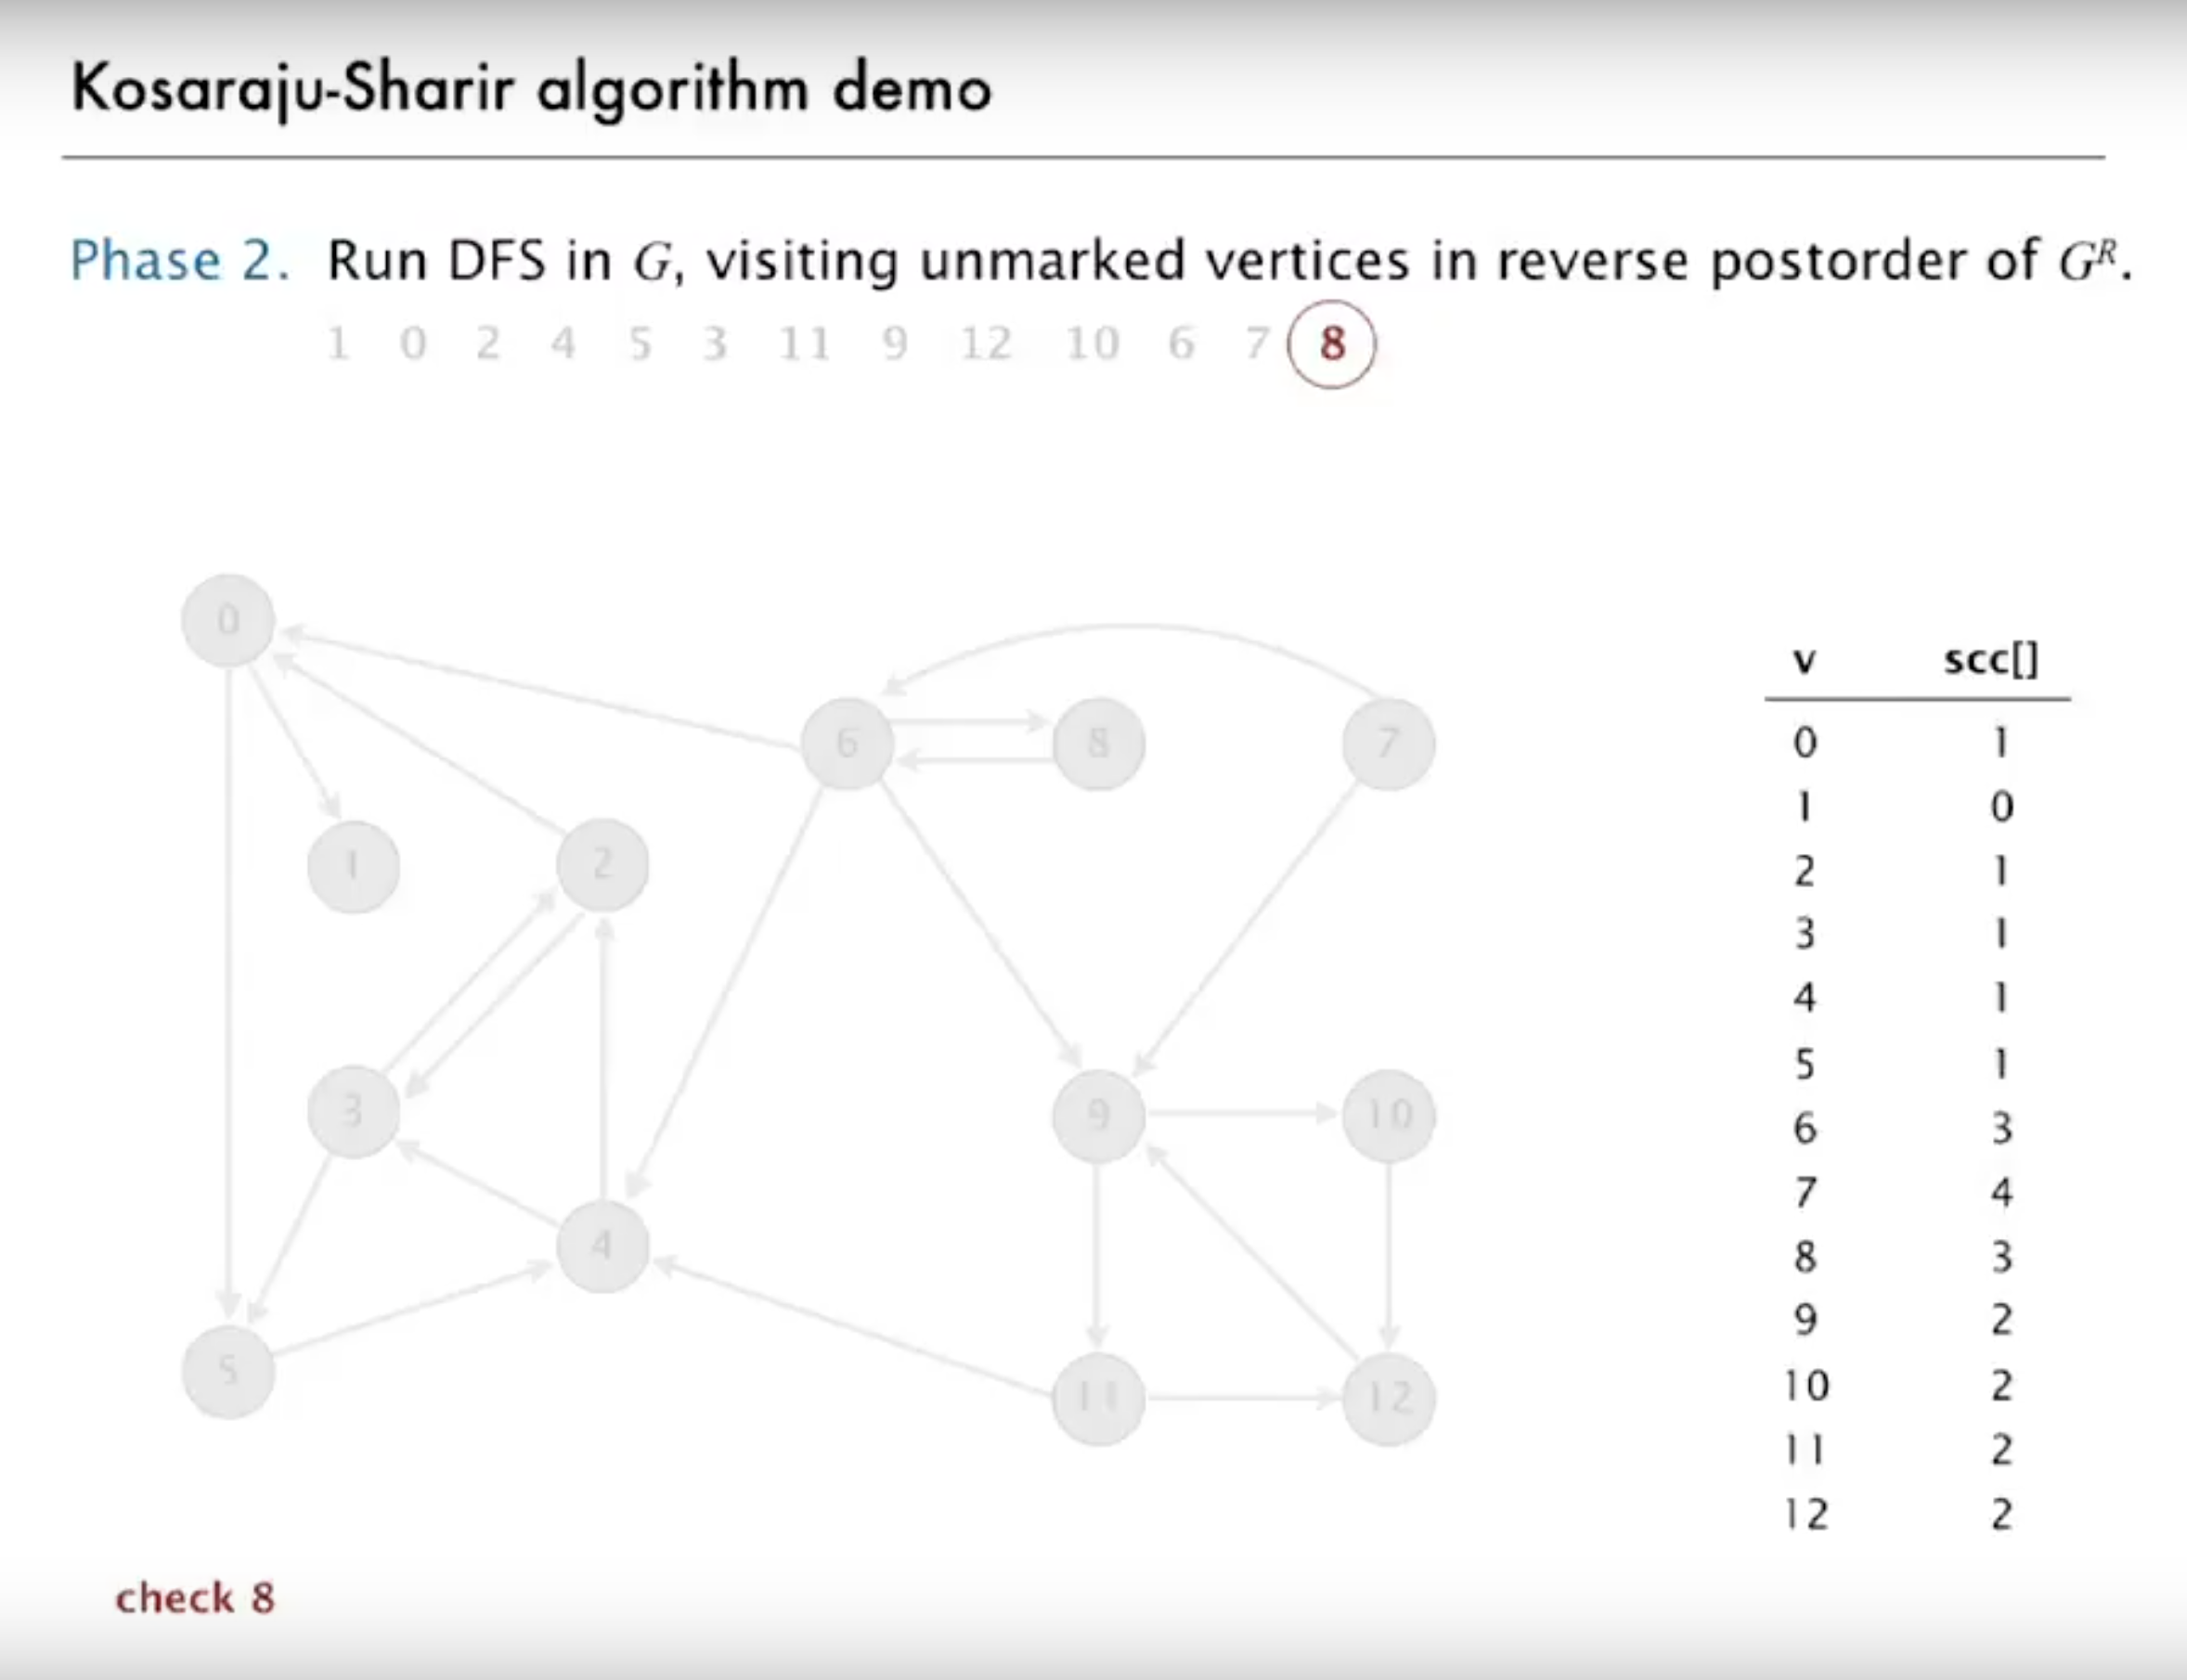 Kosaraju-Sharir algorithm demo
Phase 2. Run DFS in G, visiting unmarked vertices in reverse postorder of Gᴿ.
1 0 2 4 5 3 11 9 12 10 6 7 8
0
6 8 7
1 2
3 9 10
4
5 11 12
v scc[]
0 1
1 0
2 1
3 1
4 1
5 1
6 3
7 4
8 3
9 2
10 2
11 2
12 2
check 8